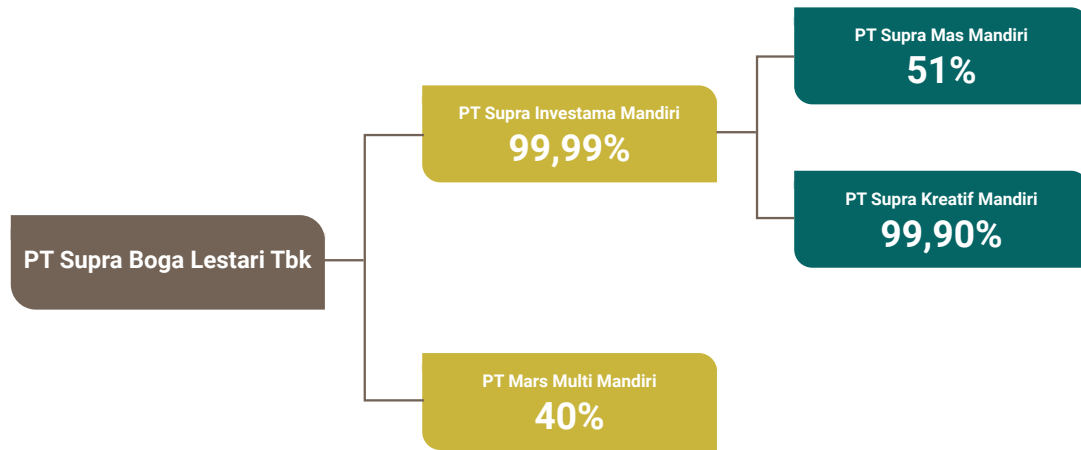 PT Supra Boga Lestari Tbk
PT Supra Investama Mandiri
99,99%
PT Mars Multi Mandiri
40%
PT Supra Mas Mandiri
51%
PT Supra Kreatif Mandiri
99,90%